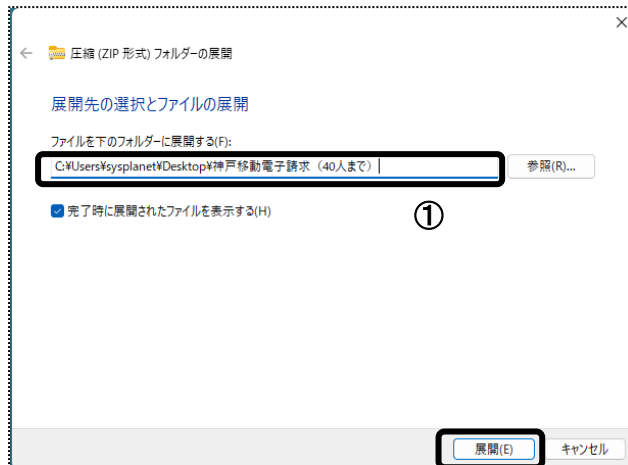 圧縮 (ZIP 形式) フォルダーの展開
展開先の選択とファイルの展開
ファイルを下のフォルダーに展開する(F):
C:¥Users¥sysplanet¥Desktop¥神戸移動電子請求（40人まで）
参照(R)...
完了時に展開されたファイルを表示する(H)
①
展開(E)
キャンセル